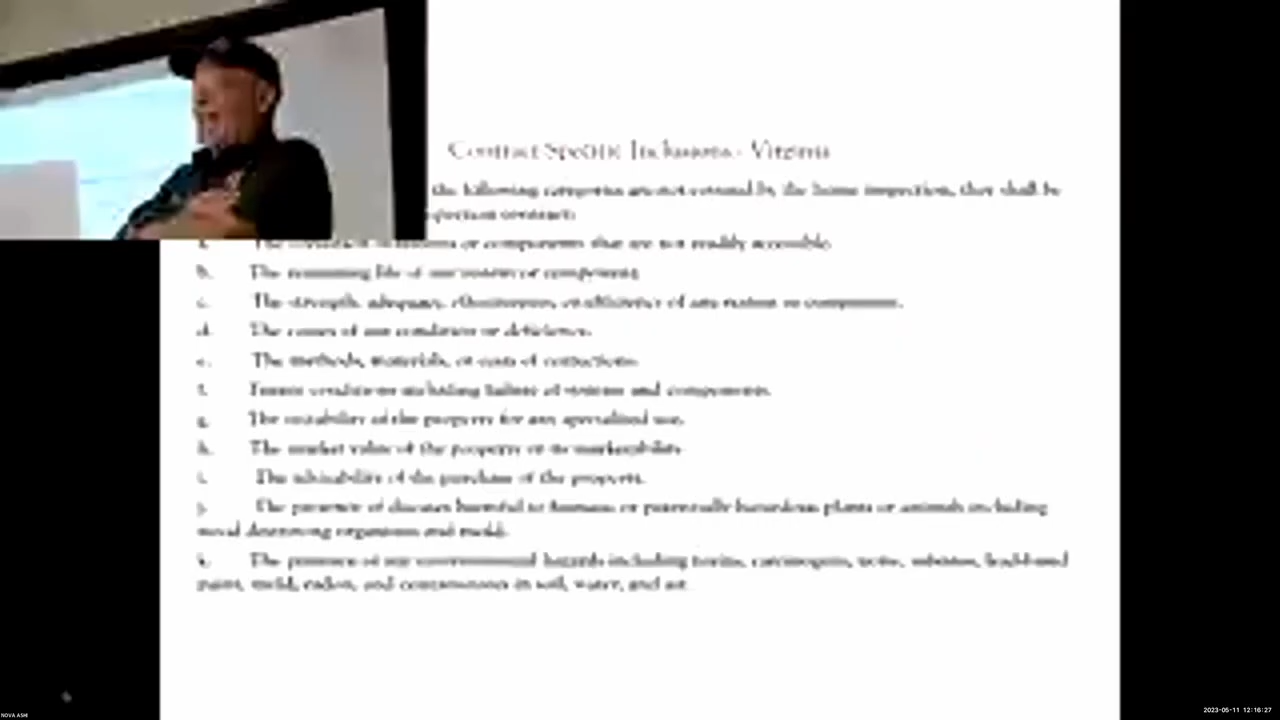 Contract Specific Inclusions - Virginia
the following categories are not covered by the home inspection, they shall be
inspection contract:
a. The condition of systems or components that are not readily accessible.
b. The remaining life of any system or component.
c. The strength, adequacy, effectiveness, or efficiency of any system or component.
d. The causes of any condition or deficiency.
e. The methods, materials, or costs of corrections.
f. Future conditions including failure of systems and components.
g. The suitability of the property for any specialized use.
h. The market value of the property or its marketability.
i. The advisability of the purchase of the property.
j. The presence of diseases harmful to humans or potentially hazardous plants or animals including
wood destroying organisms and mold.
k. The presence of any environmental hazards including toxins, carcinogens, noise, asbestos, lead-based
paint, mold, radon, and contaminants in soil, water, and air.
NOVA ASHI
2023-05-11 12:16:27